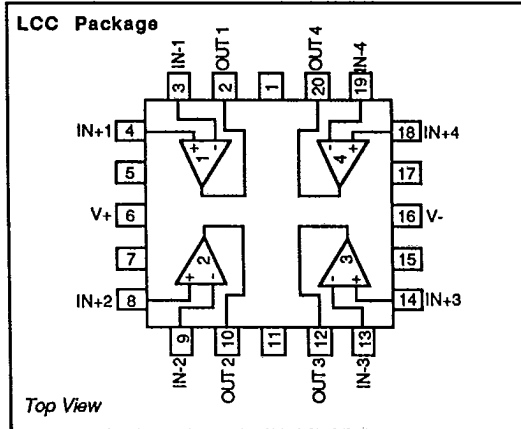 LCC Package
IN-1
OUT 1
OUT 4
IN-4
3
2
1
20
19
IN+1
4
18
IN+4
+
-
1
-
+
4
5
17
V+
6
16
V-
7
15
2
+
-
3
-
+
IN+2
8
14
IN+3
9
10
11
12
13
IN-2
OUT 2
OUT 3
IN-3
Top View